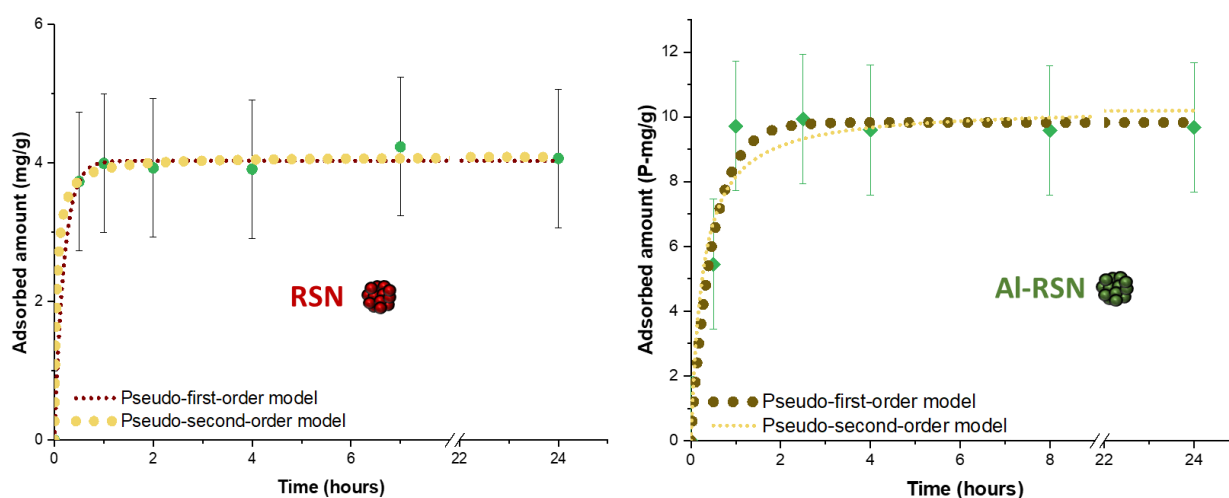 6
4
2
0
Adsorbed amount (mg/g)
RSN
Pseudo-first-order model
Pseudo-second-order model
0 2 4 6 22 24
Time (hours)
12
10
8
6
4
2
0
Adsorbed amount (P-mg/g)
Al-RSN
Pseudo-first-order model
Pseudo-second-order model
0 2 4 6 8 22 24
Time (hours)